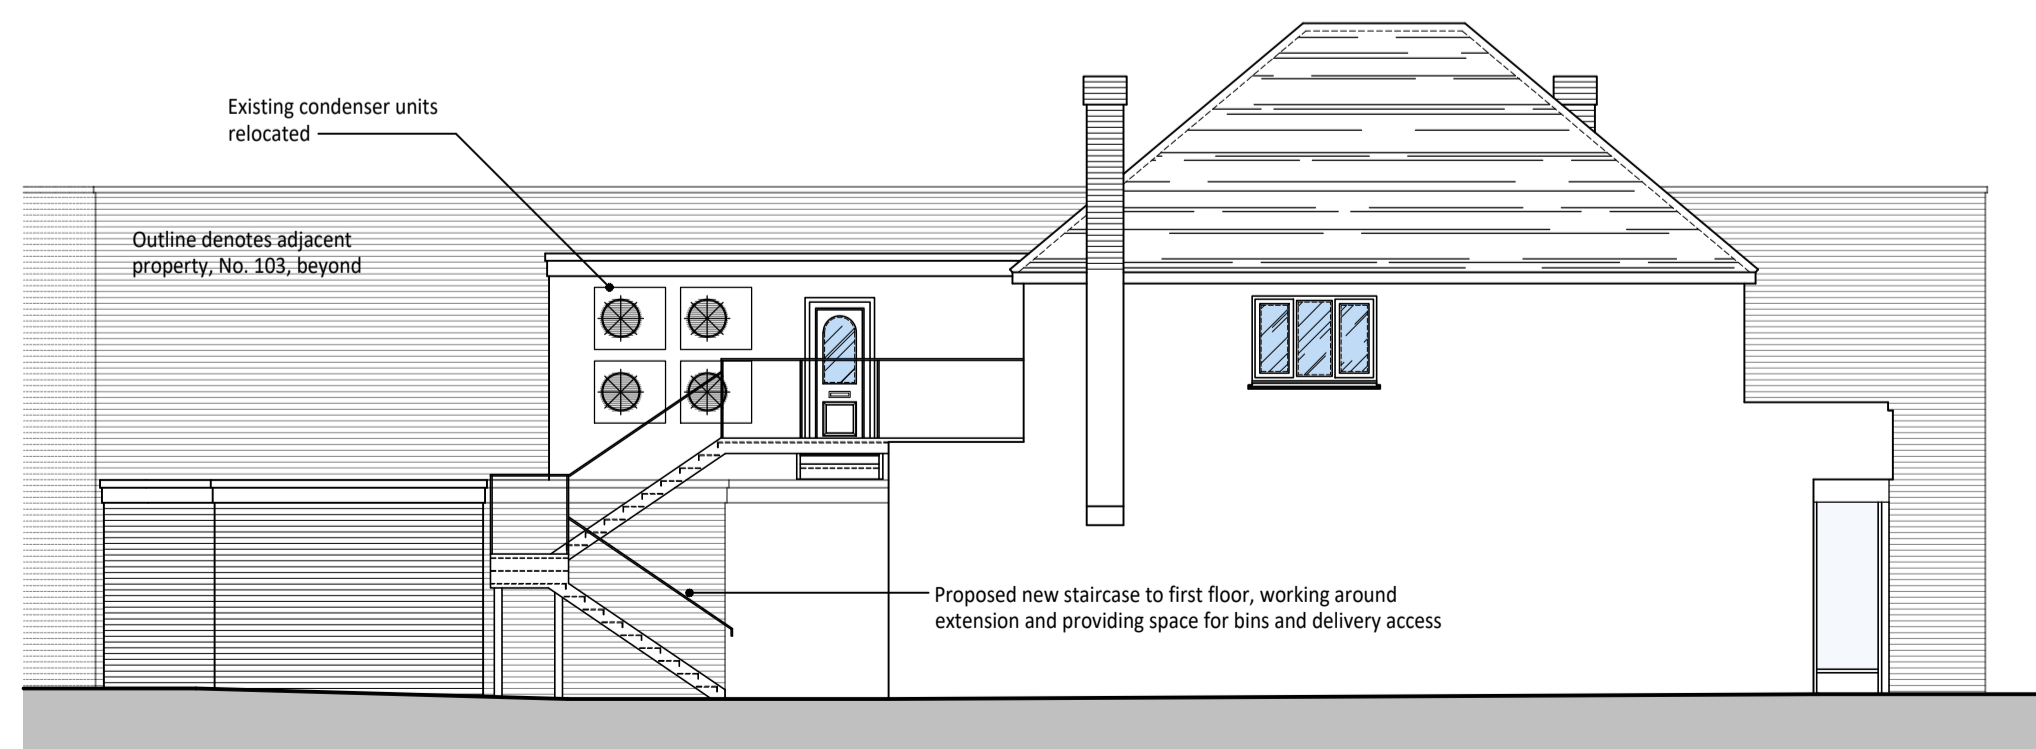 Existing condenser units
relocated
Outline denotes adjacent
property, No. 103, beyond
Proposed new staircase to first floor, working around
extension and providing space for bins and delivery access